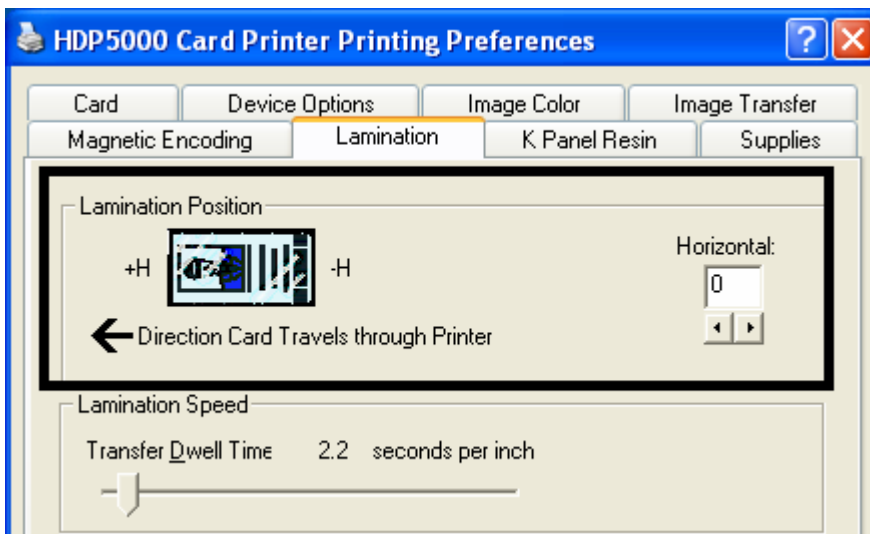 HDP5000 Card Printer Printing Preferences
Card Device Options Image Color Image Transfer
Magnetic Encoding Lamination K Panel Resin Supplies
Lamination Position
+H -H
Horizontal:
0
Direction Card Travels through Printer
Lamination Speed
Transfer Dwell Time 2.2 seconds per inch